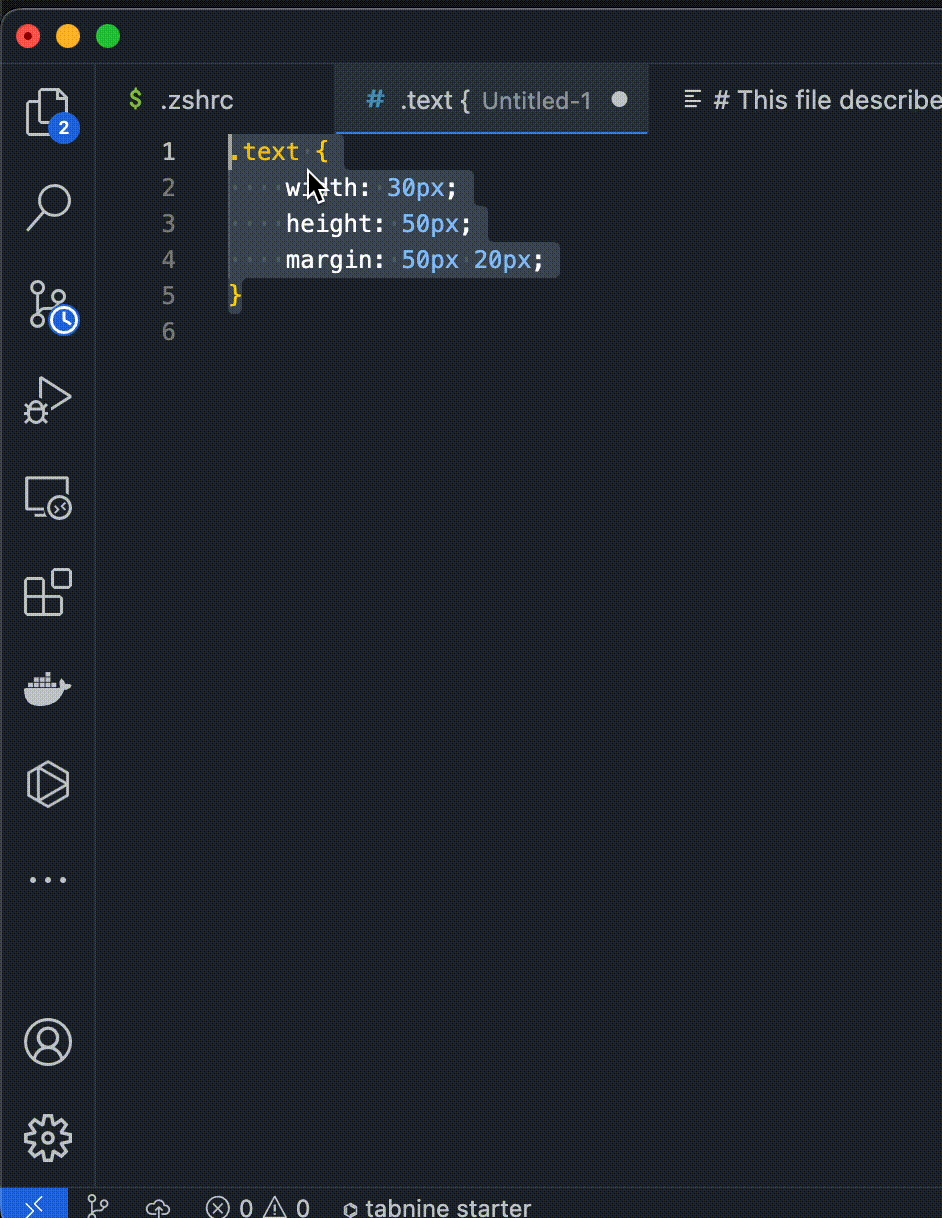 2
$ .zshrc
# .text { Untitled-1
# This file describe
1 .text {
2 width: 30px;
3 height: 50px;
4 margin: 50px 20px;
5 }
6
0 0 tabnine starter